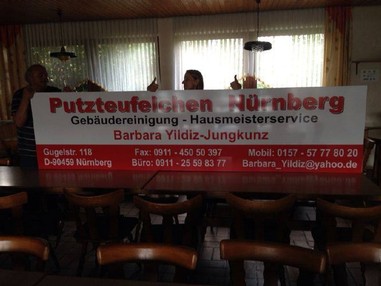 Putzteufelchen Nürnberg
Gebäudereinigung - Hausmeisterservice
Barbara Yildiz-Jungkunz
Gugelstr. 118 Fax: 0911 - 450 50 397 Mobil: 0157 - 57 77 80 20
D-90459 Nürnberg Büro: 0911 - 25 59 83 77 Barbara_Yildiz@yahoo.de